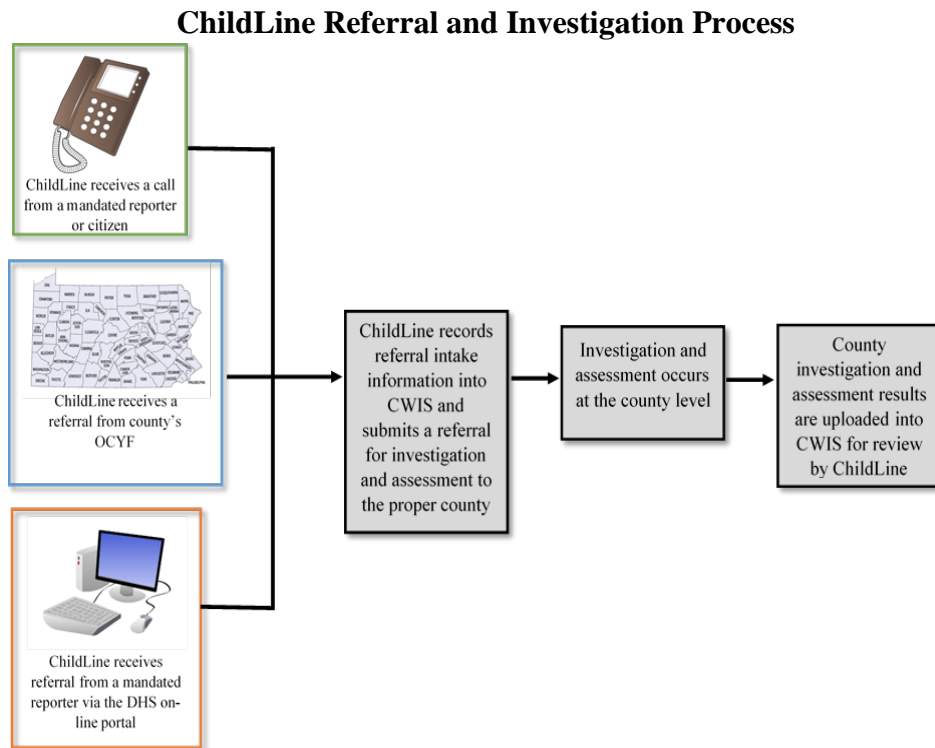 ChildLine Referral and Investigation Process
ChildLine receives a call
from a mandated reporter
or citizen
PHILADELPHIA
ChildLine receives a
referral from county's
OCYF
ChildLine receives
referral from a mandated
reporter via the DHS on-
line portal
ChildLine records
referral intake
information into
CWIS and
submits a referral
for investigation
and assessment to
the proper county
Investigation and
assessment occurs
at the county level
County
investigation and
assessment results
are uploaded into
CWIS for review
by ChildLine